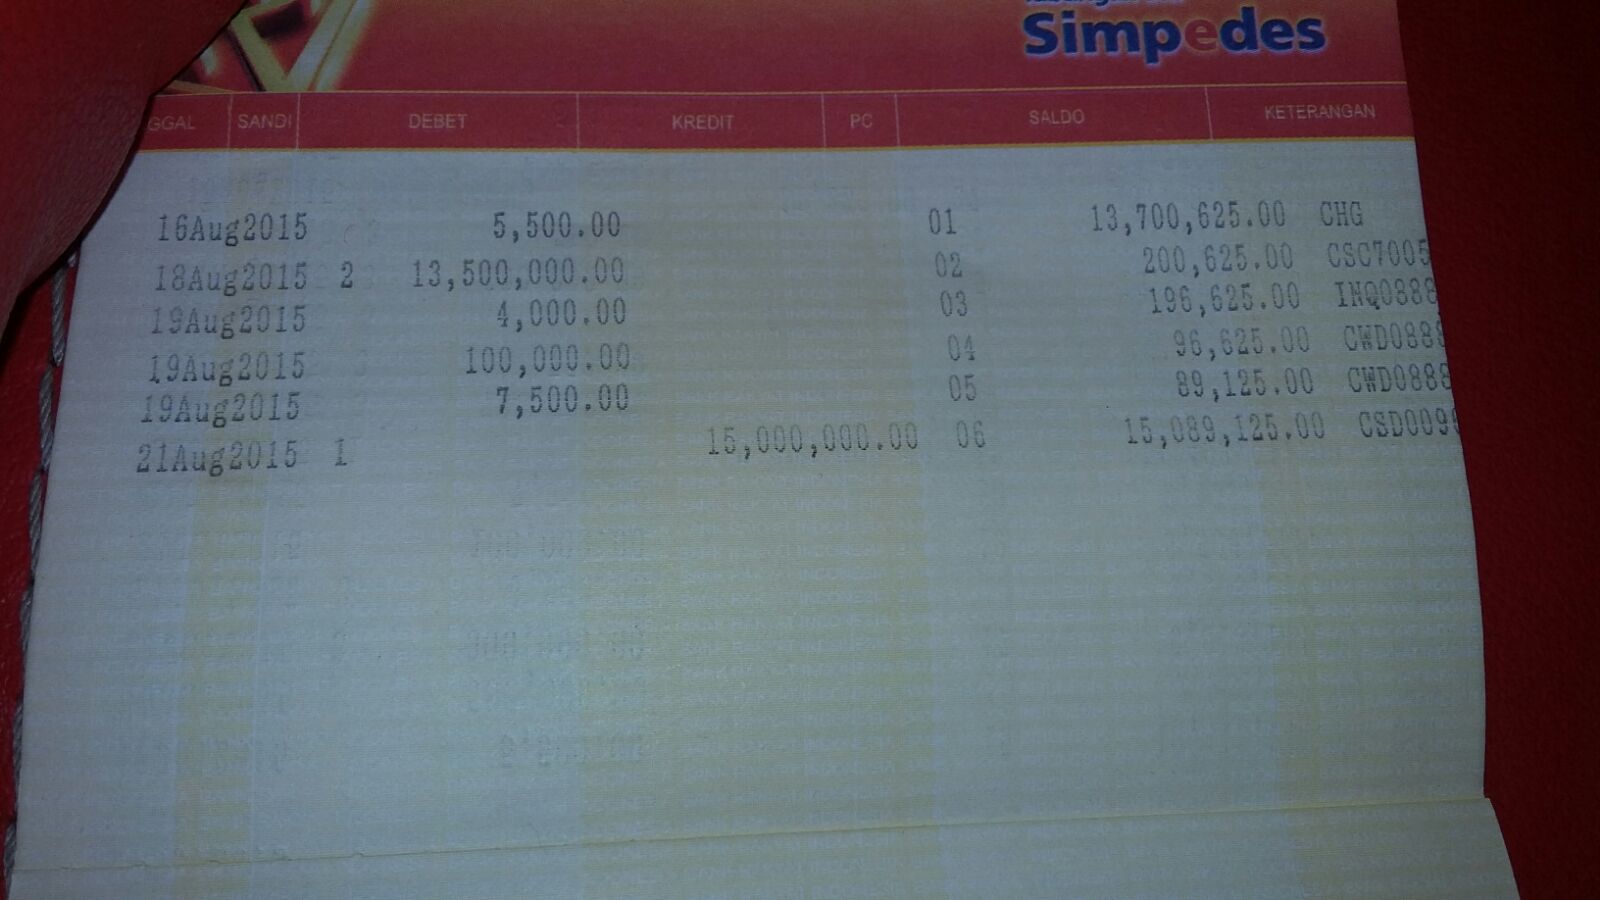 Simpedes
SANDI DEBET KREDIT PC SALDO KETERANGAN
16Aug2015 5,500.00 01 13,700,625.00 CHG
18Aug2015 2 13,500,000.00 02 200,625.00 CSC7005
19Aug2015 4,000.00 03 196,625.00 INQ0888
19Aug2015 100,000.00 04 96,625.00 CWD0888
19Aug2015 7,500.00 05 89,125.00 CWD0888
21Aug2015 1 15,000,000.00 06 15,089,125.00 CSD0099